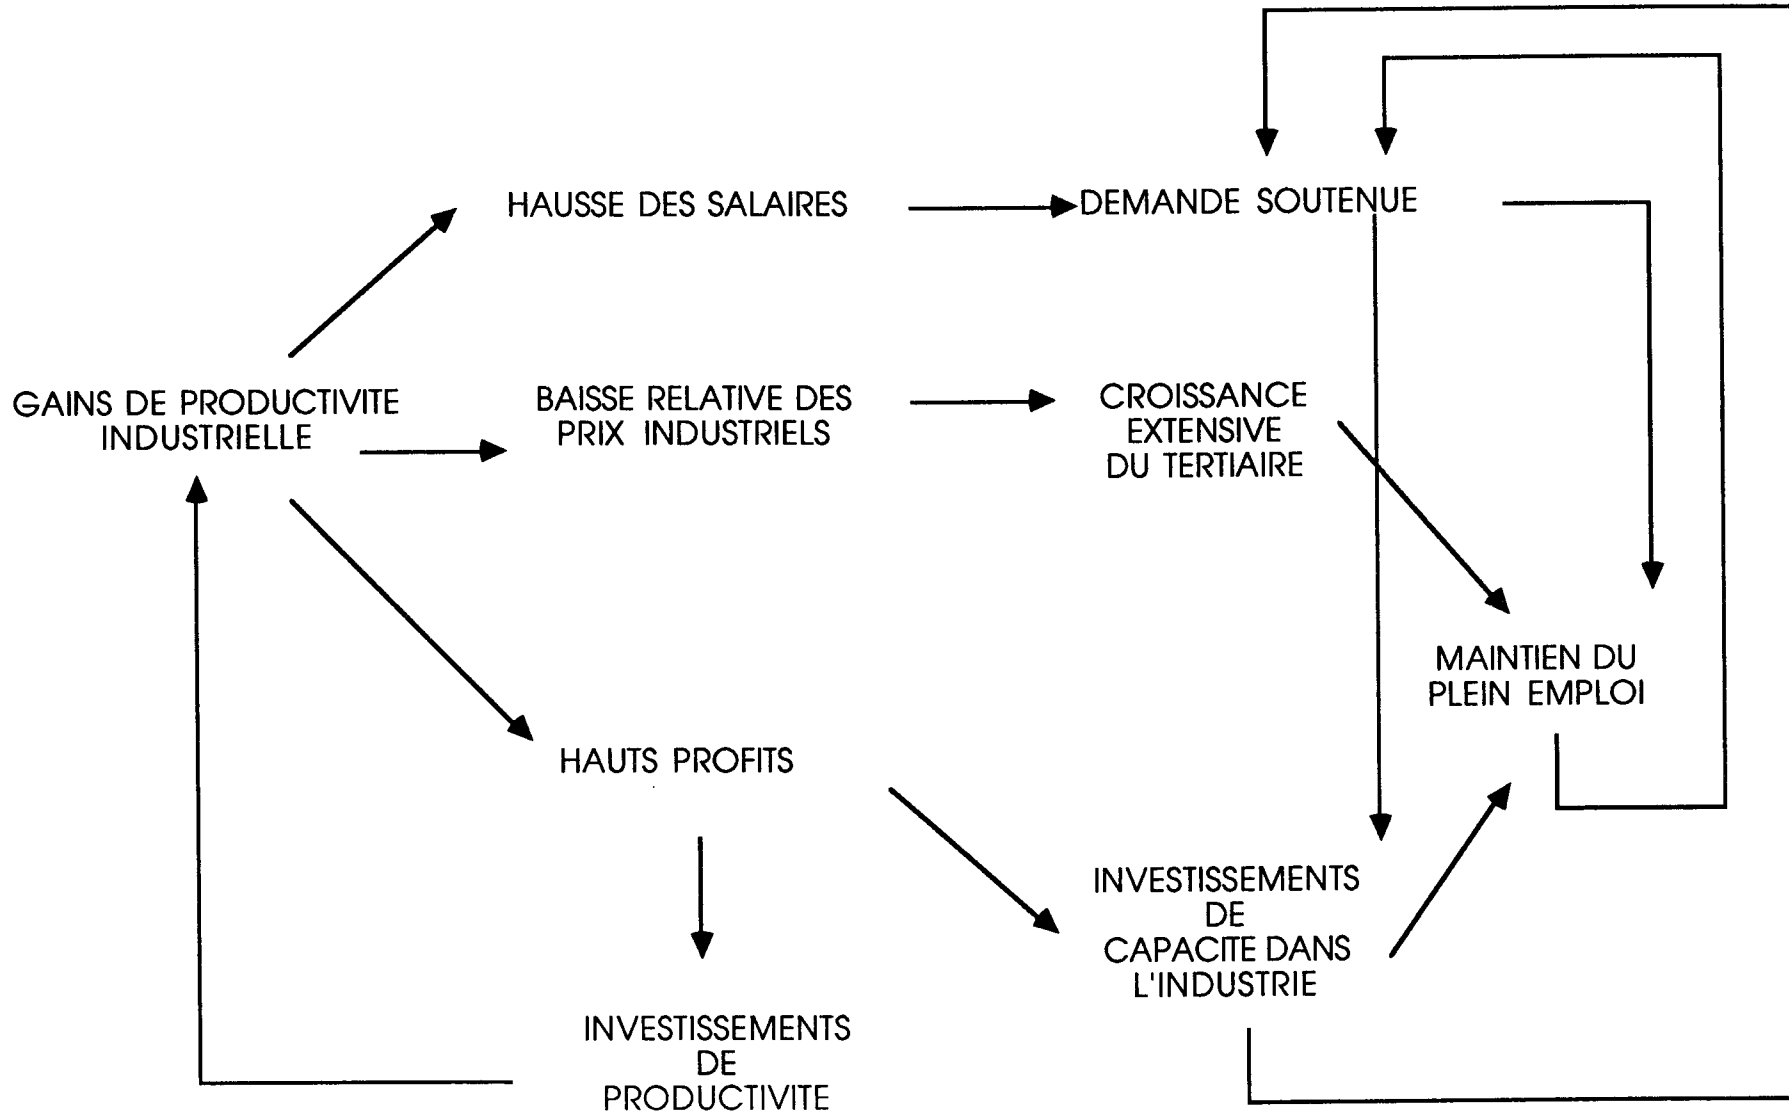 HAUSSE DES SALAIRES
DEMANDE SOUTENUE
GAINS DE PRODUCTIVITE
INDUSTRIELLE
BAISSE RELATIVE DES
PRIX INDUSTRIELS
CROISSANCE
EXTENSIVE
DU TERTIAIRE
MAINTIEN DU
PLEIN EMPLOI
HAUTS PROFITS
INVESTISSEMENTS
DE
CAPACITE DANS
L'INDUSTRIE
INVESTISSEMENTS
DE
PRODUCTIVITE